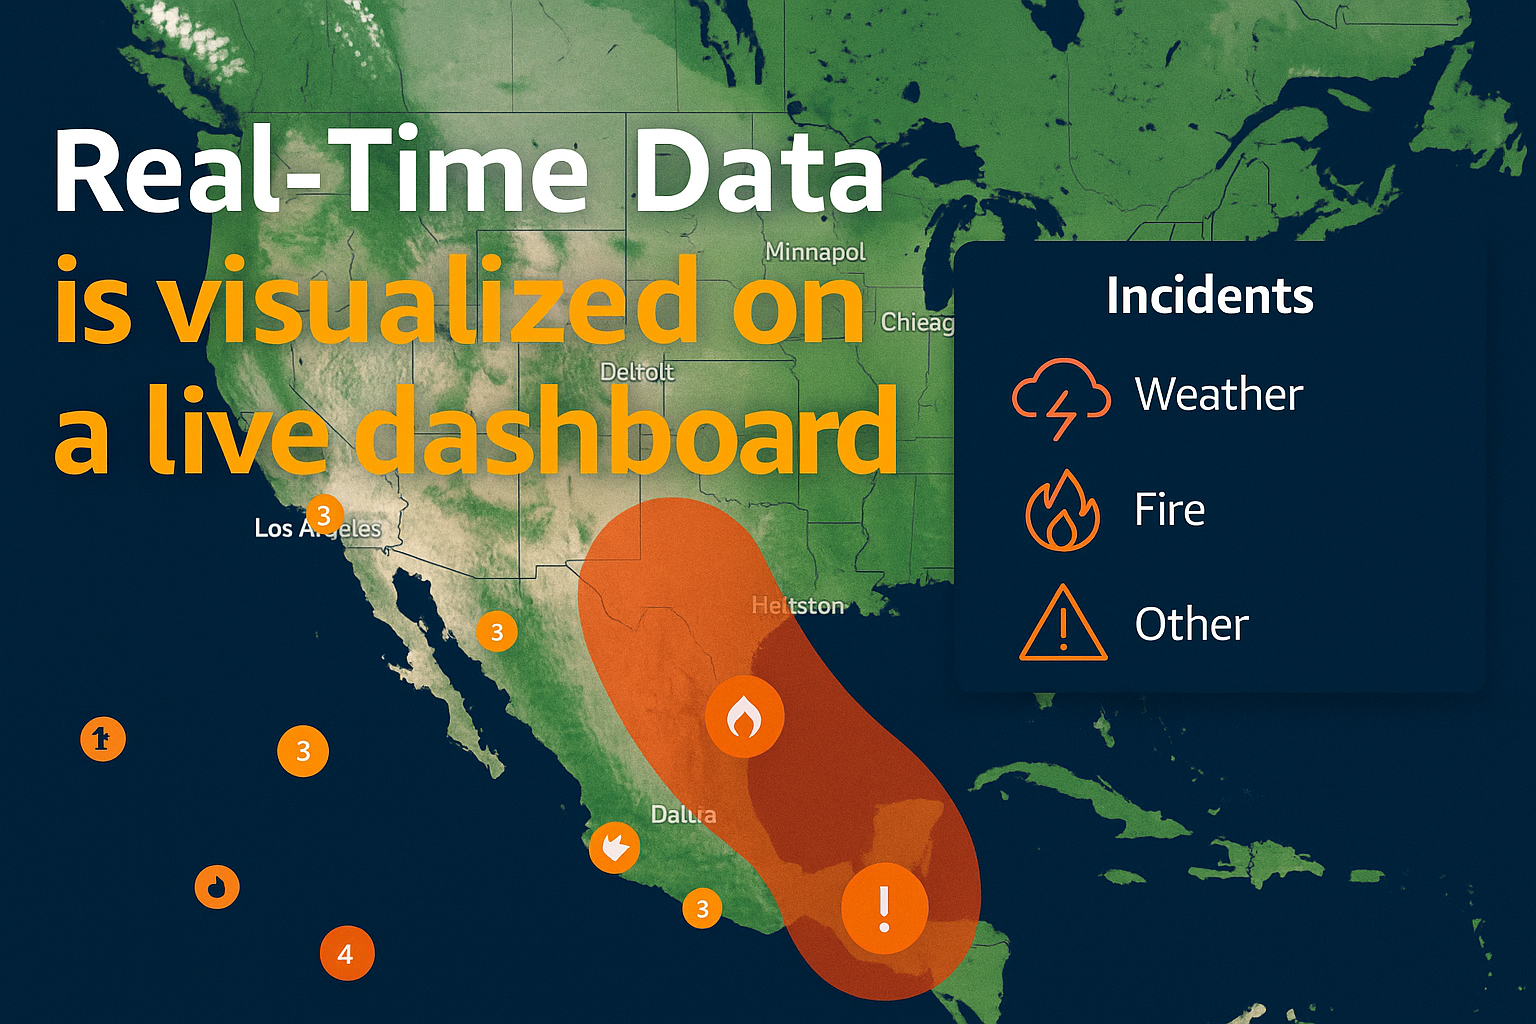 Real-Time Data
is visualized on
a live dashboard
Minnapol
Chieag
Deltolt
Incidents
Weather
Fire
Other
3
Los Angeles
3
Heltston
3
Dallia
3
4
!